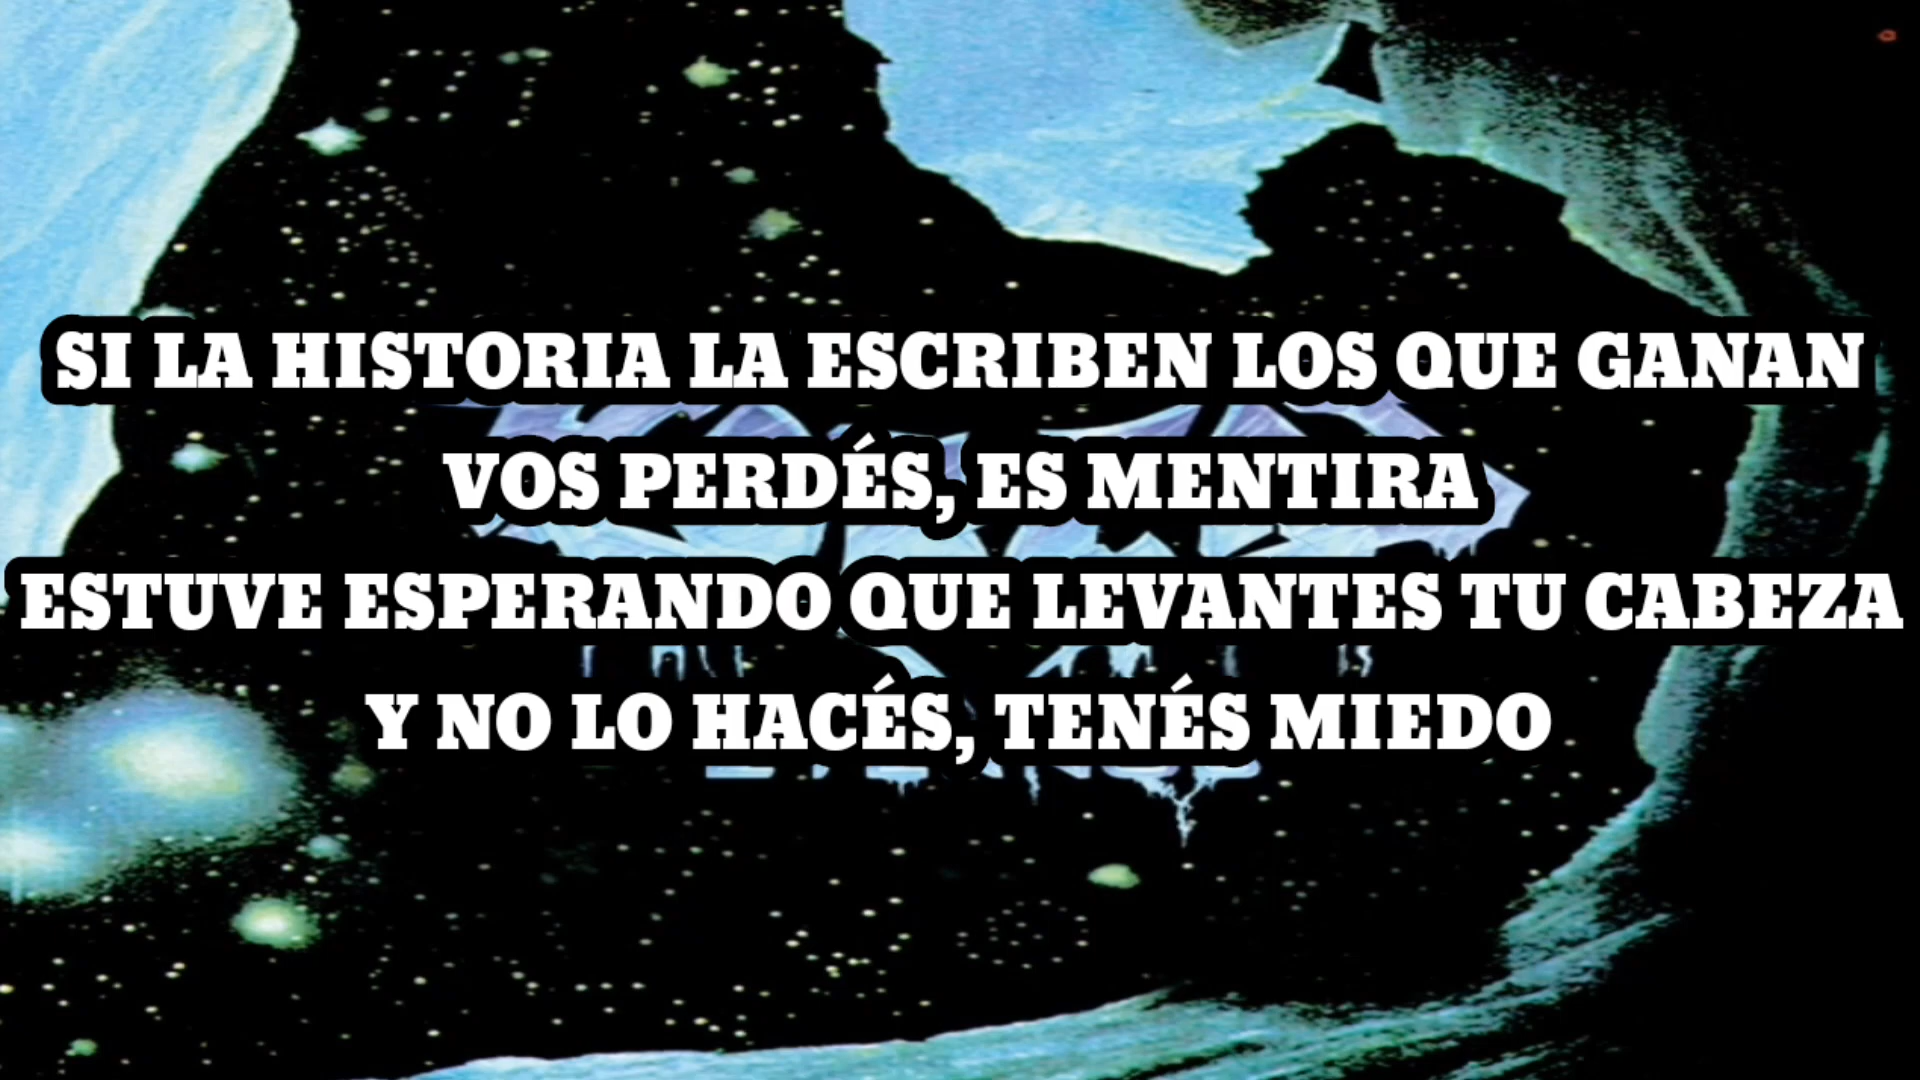 SI LA HISTORIA LA ESCRIBEN LOS QUE GANAN
VOS PERDÉS, ES MENTIRA
ESTUVE ESPERANDO QUE LEVANTES TU CABEZA
Y NO LO HACÉS, TENÉS MIEDO